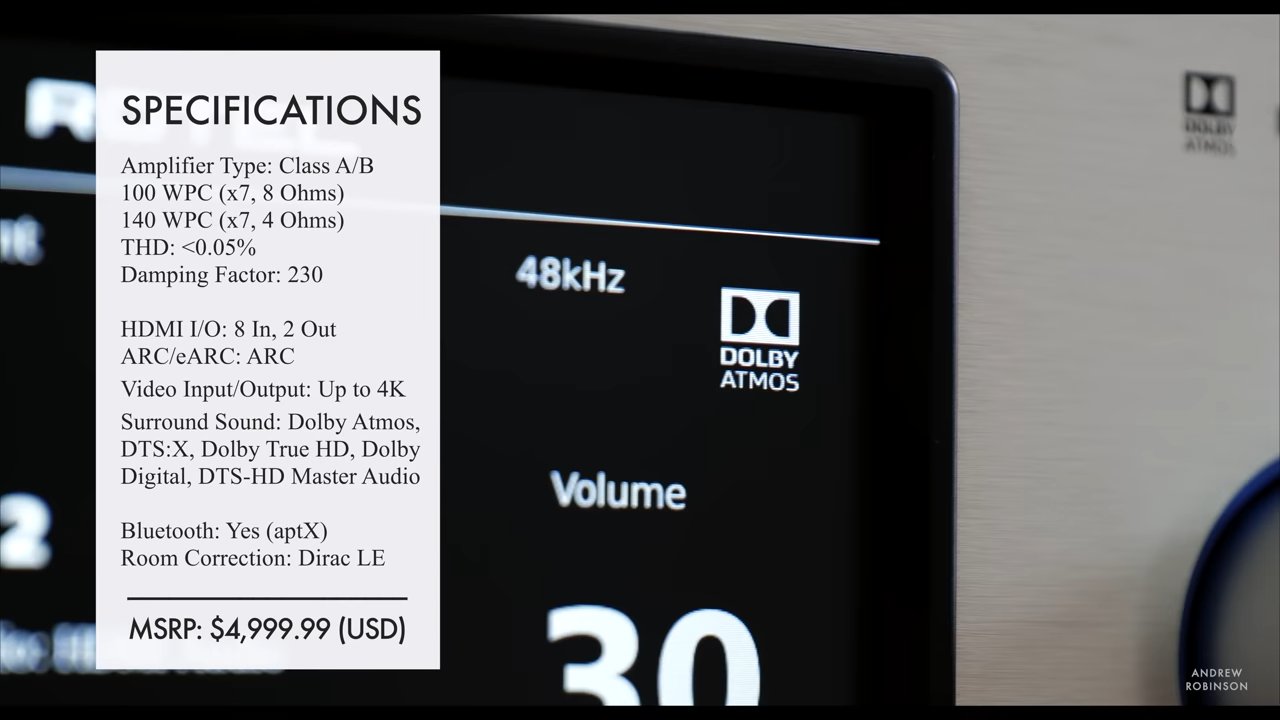 SPECIFICATIONS
Amplifier Type: Class A/B
100 WPC (x7, 8 Ohms)
140 WPC (x7, 4 Ohms)
THD: <0.05%
Damping Factor: 230
HDMI I/O: 8 In, 2 Out
ARC/eARC: ARC
Video Input/Output: Up to 4K
Surround Sound: Dolby Atmos,
DTS:X, Dolby True HD, Dolby
Digital, DTS-HD Master Audio
Bluetooth: Yes (aptX)
Room Correction: Dirac LE
MSRP: $4,999.99 (USD)
48kHz
DOLBY
ATMOS
Volume
30
2
DOLBY
ATMOS
ANDREW
ROBINSON